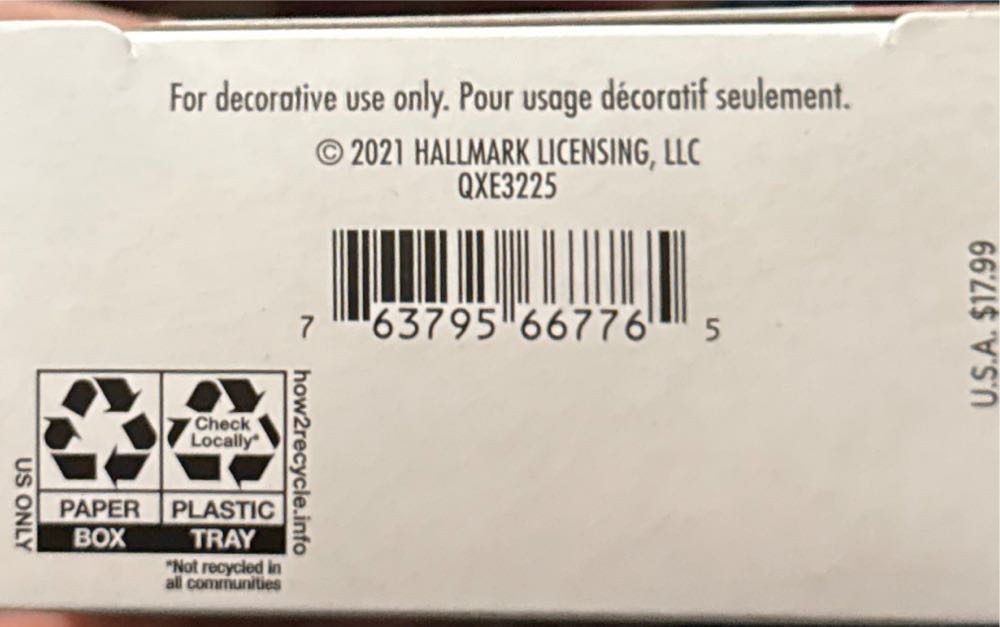 For decorative use only. Pour usage décoratif seulement.
© 2021 HALLMARK LICENSING, LLC
QXE3225
7 63795 66776 5
U.S.A. $17.99
Check
Locally*
how2recycle.info
US ONLY
PAPER PLASTIC
BOX TRAY
*Not recycled in
all communities